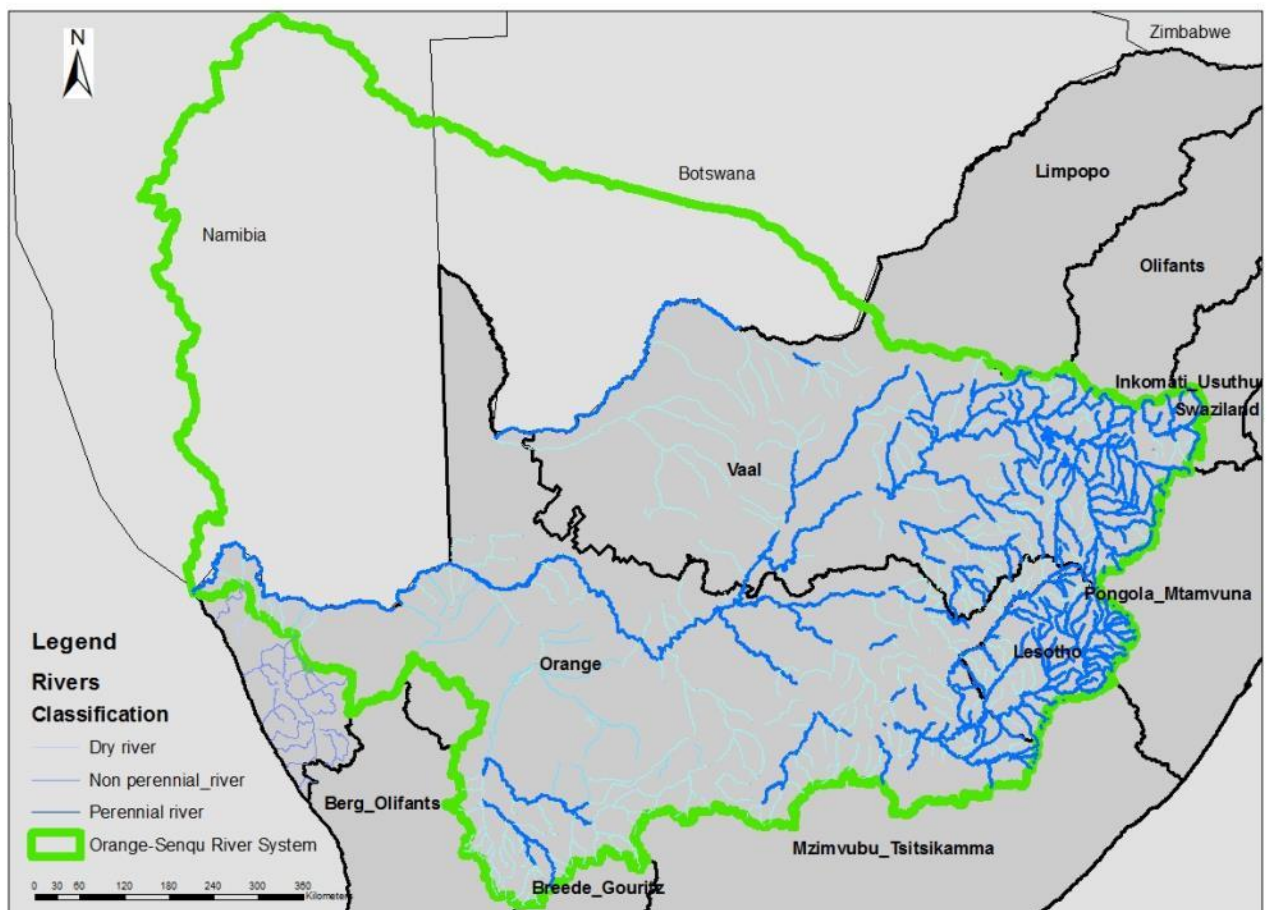 N
Zimbabwe
Botswana
Limpopo
Namibia
Olifants
Inkomati_Usuthu
Swaziland
Vaal
Pongola_Mtamvuna
Lesotho
Orange
Berg_Olifants
Mzimvubu_Tsitsikamma
Breede_Gouritz
Legend
Rivers
Classification
Dry river
Non perennial_river
Perennial river
Orange-Senqu River System
0 30 60 120 180 240 300 360
Kilometers